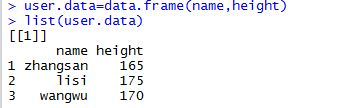 > user.data=data.frame(name,height)
> list(user.data)
[[1]]
name height
1 zhangsan 165
2 lisi 175
3 wangwu 170